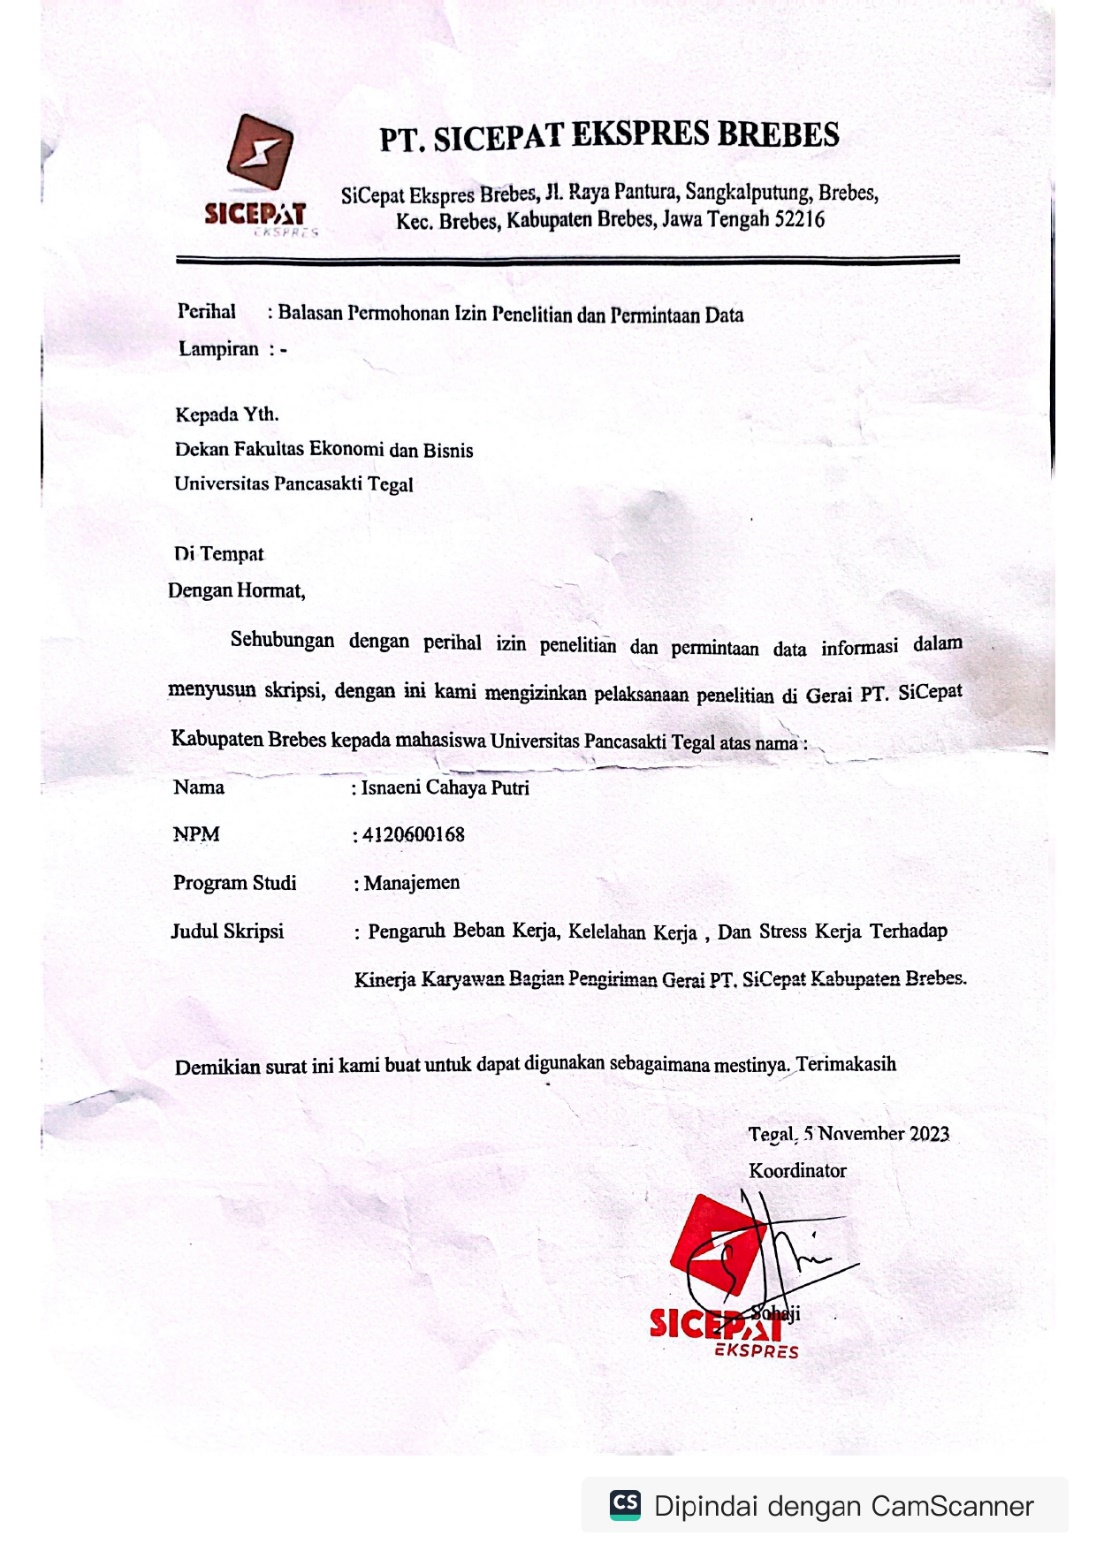 SICEPAT
EKSPRES
PT. SICEPAT EKSPRES BREBES
SiCepat Ekspres Brebes, Jl. Raya Pantura, Sangkalputung, Brebes,
Kec. Brebes, Kabupaten Brebes, Jawa Tengah 52216
Perihal : Balasan Permohonan Izin Penelitian dan Permintaan Data
Lampiran : -
Kepada Yth.
Dekan Fakultas Ekonomi dan Bisnis
Universitas Pancasakti Tegal
Di Tempat
Dengan Hormat,
Sehubungan dengan perihal izin penelitian dan permintaan data informasi dalam
menyusun skripsi, dengan ini kami mengizinkan pelaksanaan penelitian di Gerai PT. SiCepat
Kabupaten Brebes kepada mahasiswa Universitas Pancasakti Tegal atas nama :
Nama : Isnaeni Cahaya Putri
NPM : 4120600168
Program Studi : Manajemen
Judul Skripsi : Pengaruh Beban Kerja, Kelelahan Kerja , Dan Stress Kerja Terhadap
Kinerja Karyawan Bagian Pengiriman Gerai PT. SiCepat Kabupaten Brebes.
Demikian surat ini kami buat untuk dapat digunakan sebagaimana mestinya. Terimakasih
Tegal, 5 November 2023
Koordinator
Sohaji
SICEPAT
EKSPRES
CS Dipindai dengan CamScanner